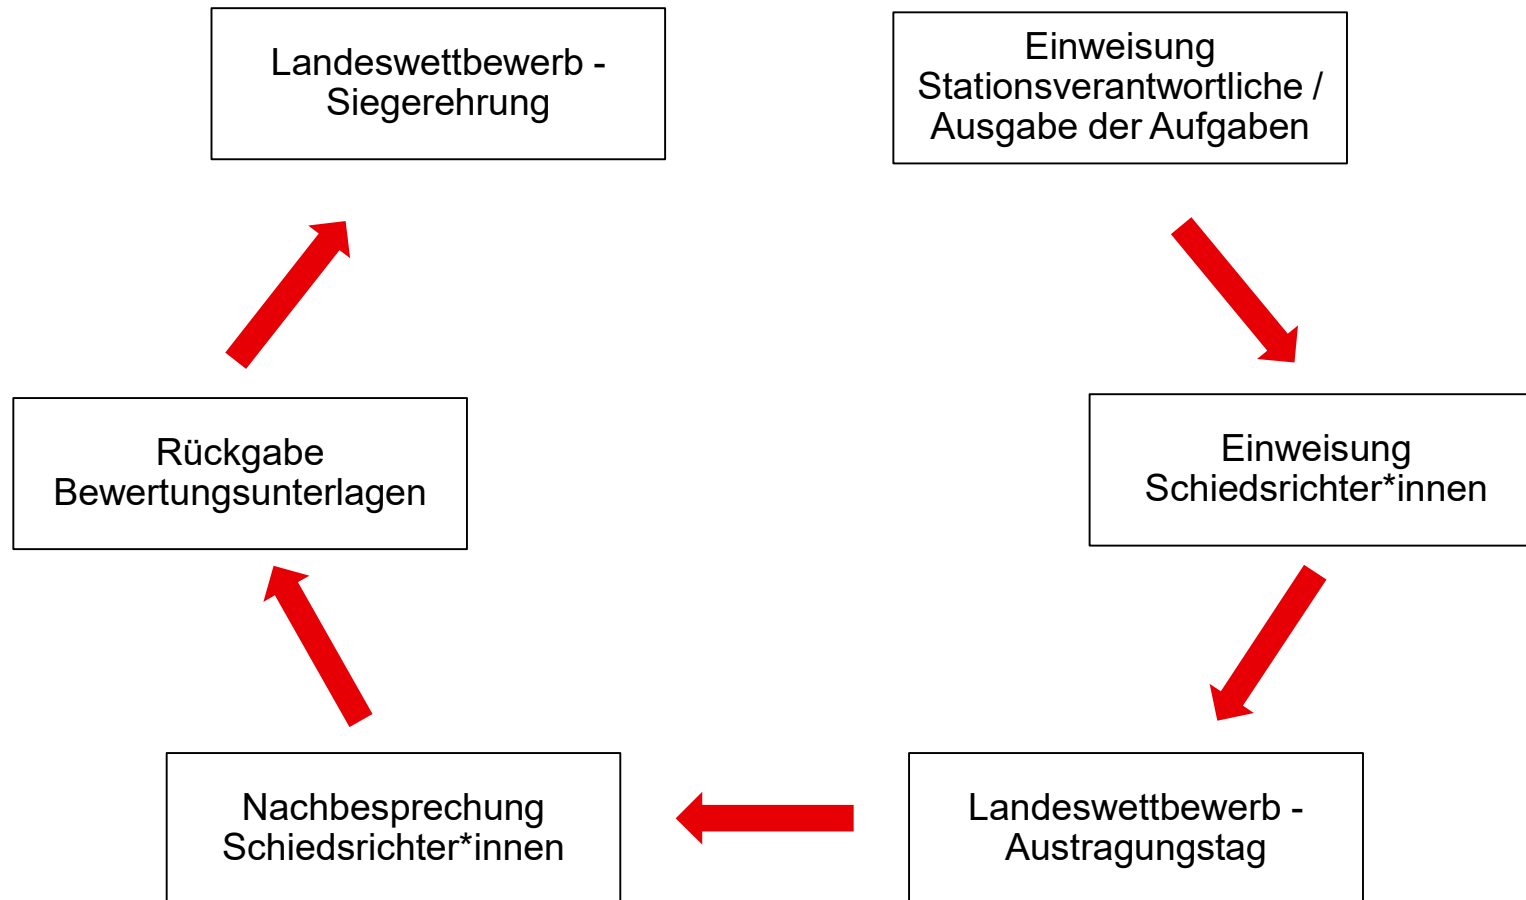 Landeswettbewerb -
Siegerehrung
Einweisung
Stationsverantwortliche /
Ausgabe der Aufgaben
Rückgabe
Bewertungsunterlagen
Einweisung
Schiedsrichter*innen
Nachbesprechung
Schiedsrichter*innen
Landeswettbewerb -
Austragungstag